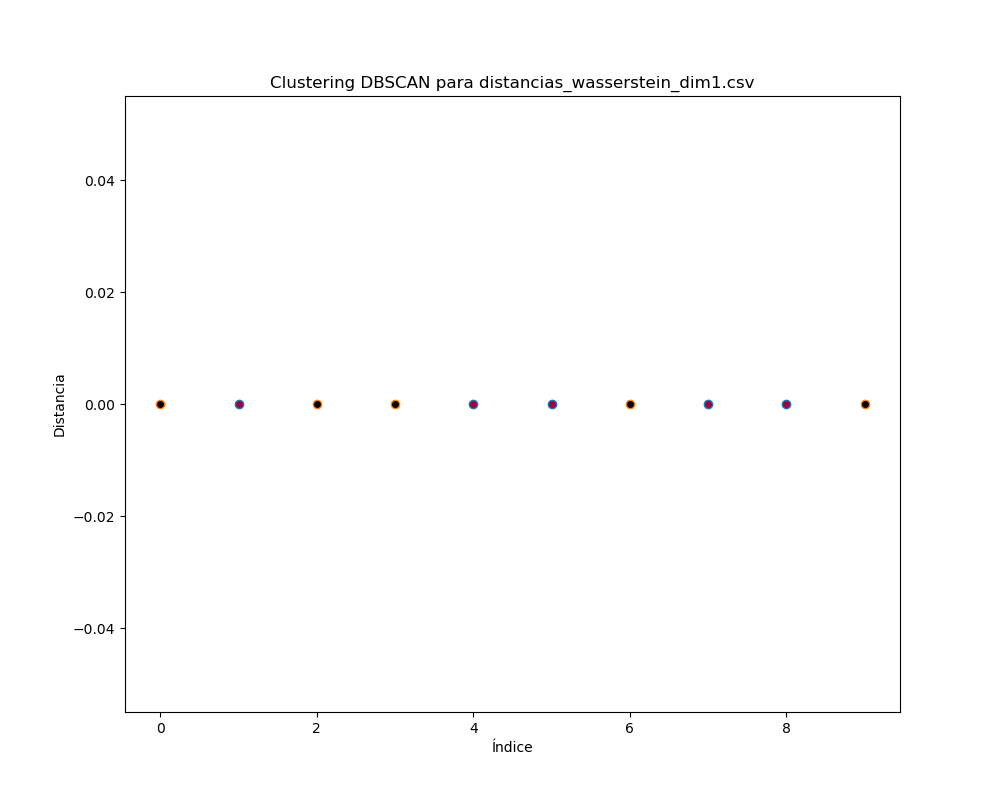 Clustering DBSCAN para distancias_wasserstein_dim1.csv
0.04
0.02
0.00
−0.02
−0.04
Distancia
0 2 4 6 8
Índice